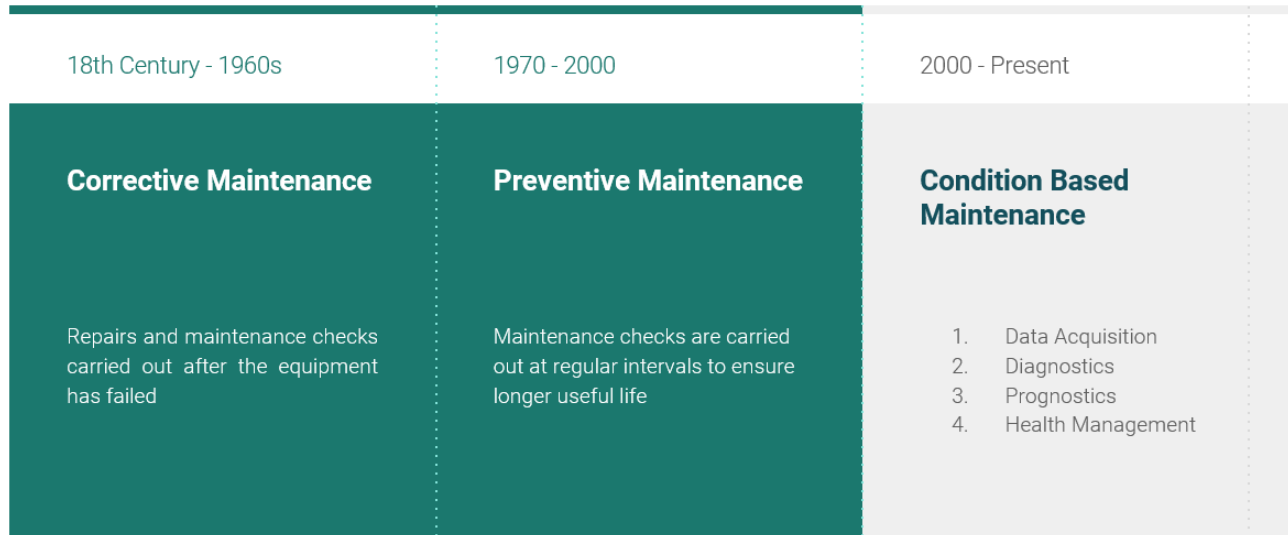 18th Century - 1960s
1970 - 2000
2000 - Present
Corrective Maintenance
Preventive Maintenance
Condition Based
Maintenance
Repairs and maintenance checks
carried out after the equipment
has failed
Maintenance checks are carried
out at regular intervals to ensure
longer useful life
1. Data Acquisition
2. Diagnostics
3. Prognostics
4. Health Management